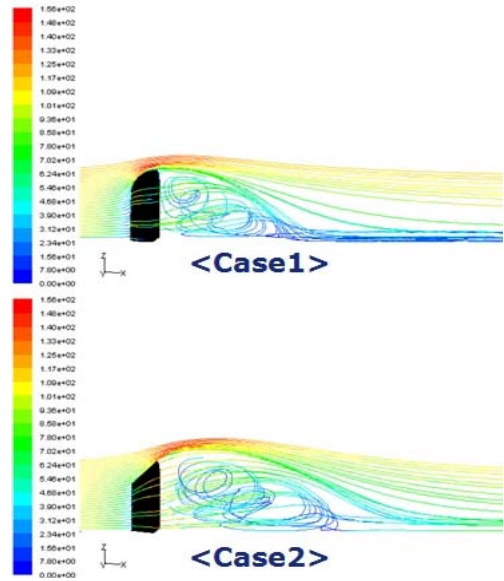 1.56e+02
1.48e+02
1.40e+02
1.33e+02
1.25e+02
1.17e+02
1.09e+02
1.01e+02
9.36e+01
8.58e+01
7.80e+01
7.02e+01
6.24e+01
5.46e+01
4.68e+01
3.90e+01
3.12e+01
2.34e+01
1.56e+01
7.80e+00
0.00e+00
Z
Y X
<Case1>
1.56e+02
1.48e+02
1.40e+02
1.33e+02
1.25e+02
1.17e+02
1.09e+02
1.01e+02
9.36e+01
8.58e+01
7.80e+01
7.02e+01
6.24e+01
5.46e+01
4.68e+01
3.90e+01
3.12e+01
2.34e+01
1.56e+01
7.80e+00
0.00e+00
Z
Y X
<Case2>